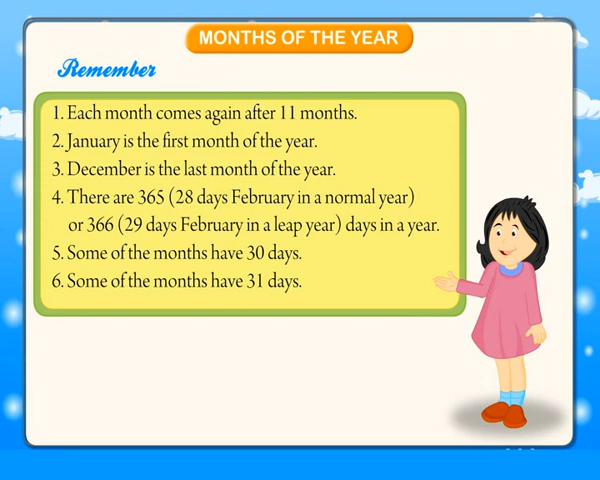 MONTHS OF THE YEAR
Remember
1. Each month comes again after 11 months.
2. January is the first month of the year.
3. December is the last month of the year.
4. There are 365 (28 days February in a normal year)
or 366 (29 days February in a leap year) days in a year.
5. Some of the months have 30 days.
6. Some of the months have 31 days.